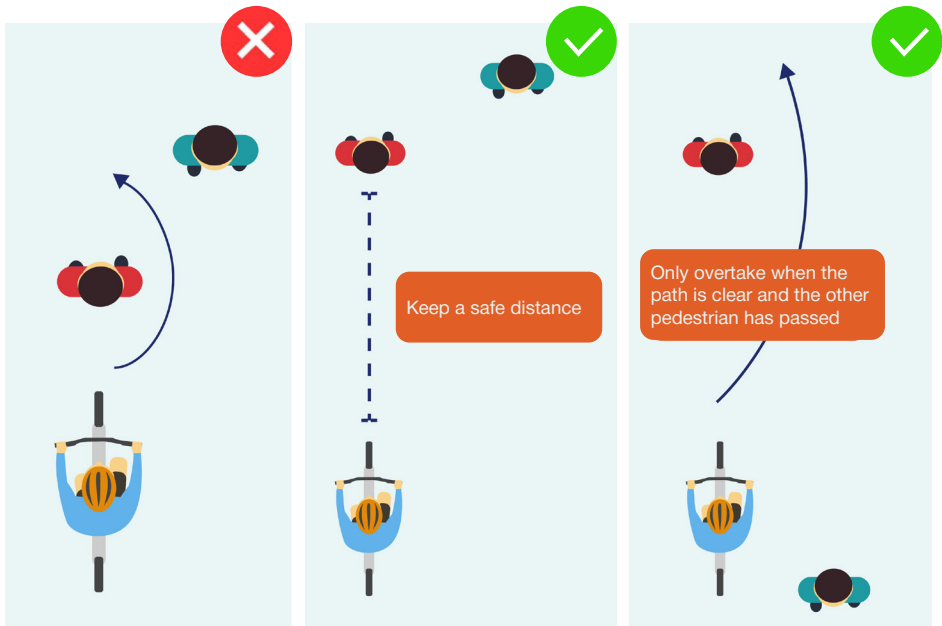 Keep a safe distance
Only overtake when the
path is clear and the other
pedestrian has passed